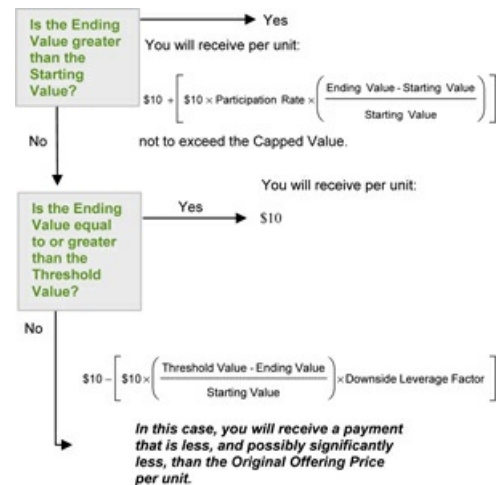 Is the Ending
Value greater
than the
Starting
Value?
Yes
You will receive per unit:
$10 + [ $10 × Participation Rate × ( Ending Value - Starting Value / Starting Value ) ]
not to exceed the Capped Value.
No
Is the Ending
Value equal
to or greater
than the
Threshold
Value?
Yes
You will receive per unit:
$10
No
$10 − [ $10 × ( Threshold Value - Ending Value / Starting Value ) × Downside Leverage Factor ]
In this case, you will receive a payment
that is less, and possibly significantly
less, than the Original Offering Price
per unit.